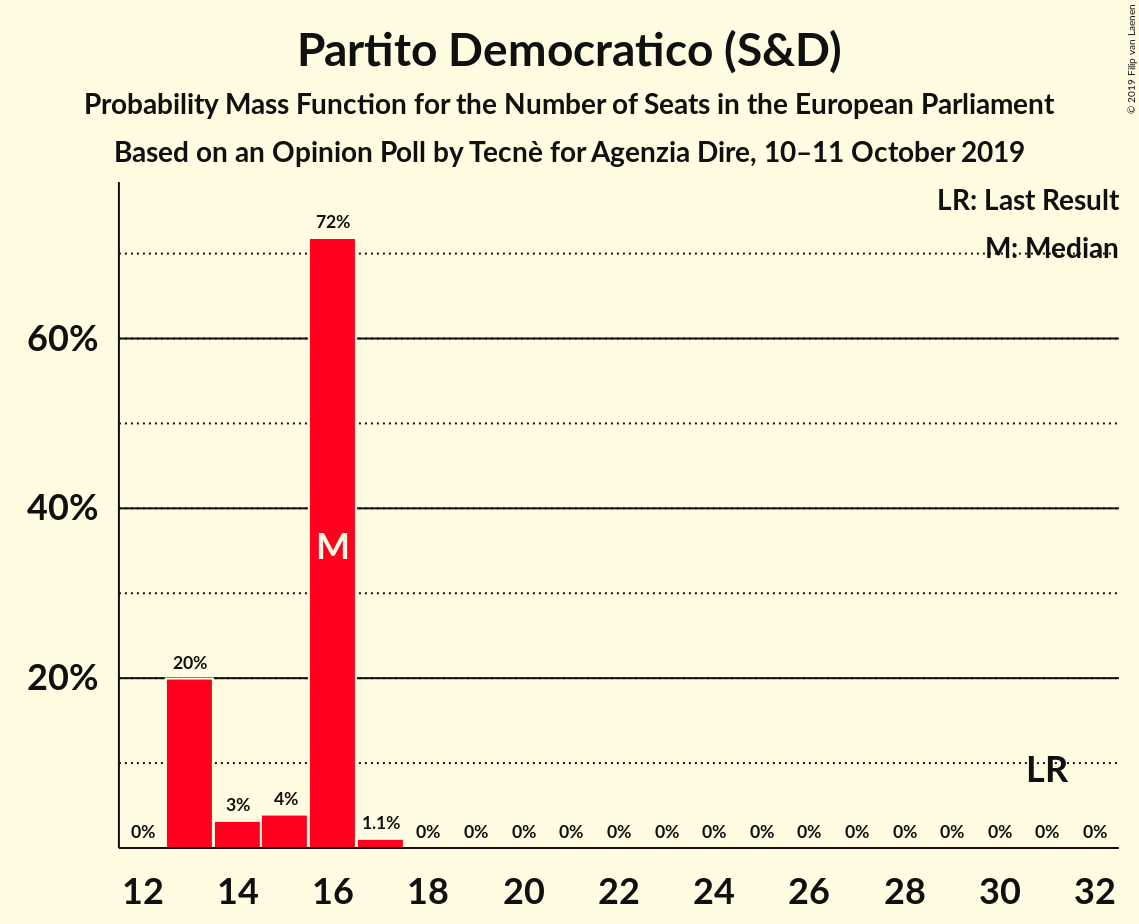 Partito Democratico (S&D)
Probability Mass Function for the Number of Seats in the European Parliament
Based on an Opinion Poll by Tecnè for Agenzia Dire, 10–11 October 2019
© 2019 Filip van Laenen
LR: Last Result
M: Median
72%
60%
40%
M
20%
20%
LR
0% 3% 4% 1.1% 0% 0% 0% 0% 0% 0% 0% 0% 0% 0% 0% 0% 0% 0% 0%
12 14 16 18 20 22 24 26 28 30 32